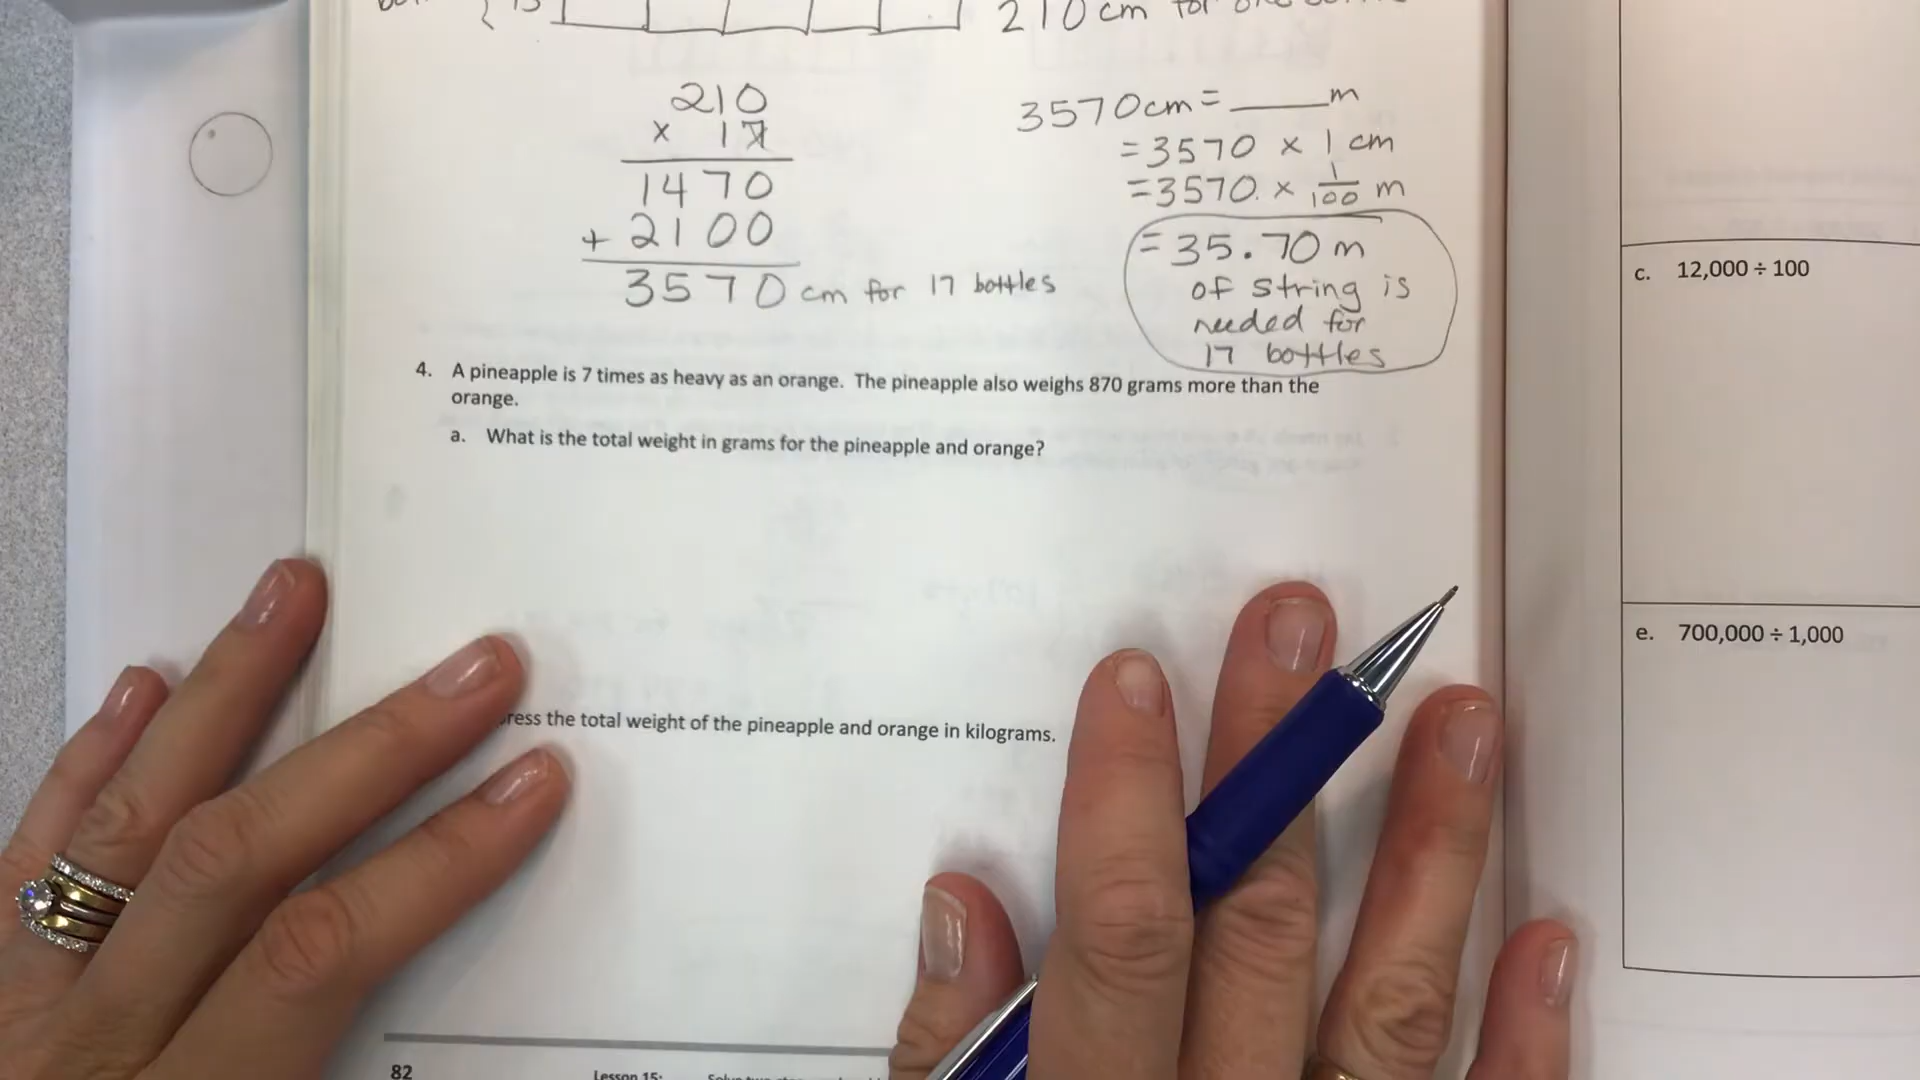 210 cm for one
210
x 17
1470
+ 2100
3570 cm for 17 bottles
3570cm = ____ m
= 3570 x 1 cm
= 3570. x 1/100 m
= 35.70 m
of string is
needed for
17 bottles
4. A pineapple is 7 times as heavy as an orange. The pineapple also weighs 870 grams more than the
orange.
a. What is the total weight in grams for the pineapple and orange?
ress the total weight of the pineapple and orange in kilograms.
82
Lesson 15:
c. 12,000 ÷ 100
e. 700,000 ÷ 1,000